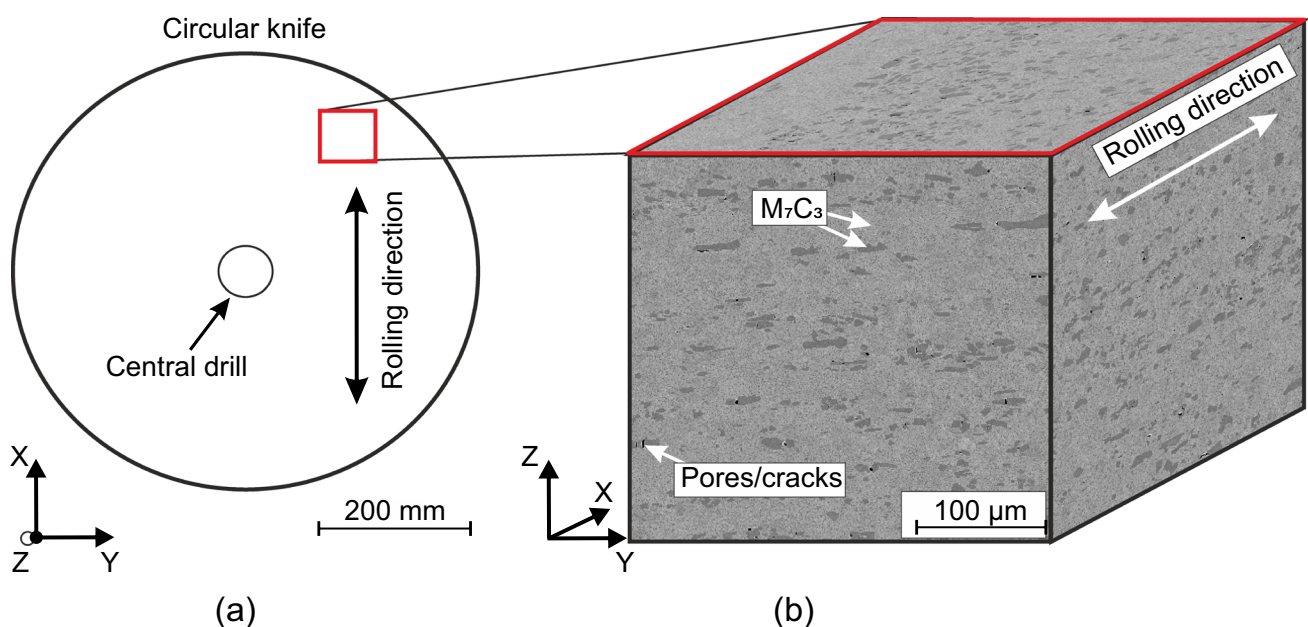 Circular knife
Rolling direction
Central drill
X
Z
Y
200 mm
(a)
Rolling direction
M₇C₃
Pores/cracks
Z
X
Y
100 µm
(b)